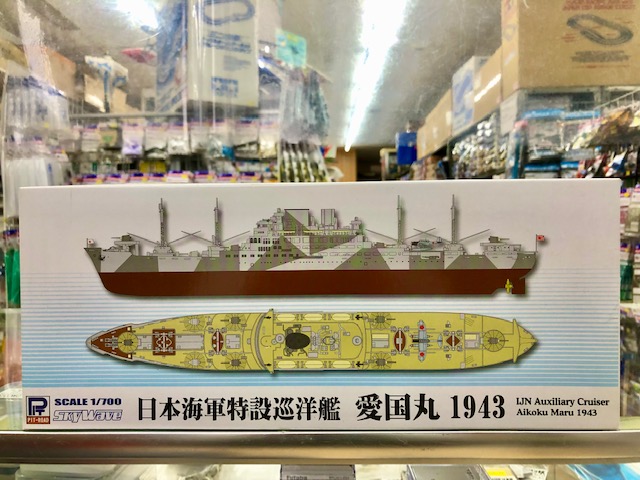 SCALE 1/700
PIT-ROAD
SKYWAVE
日本海軍特設巡洋艦 愛国丸 1943
IJN Auxiliary Cruiser
Aikoku Maru 1943